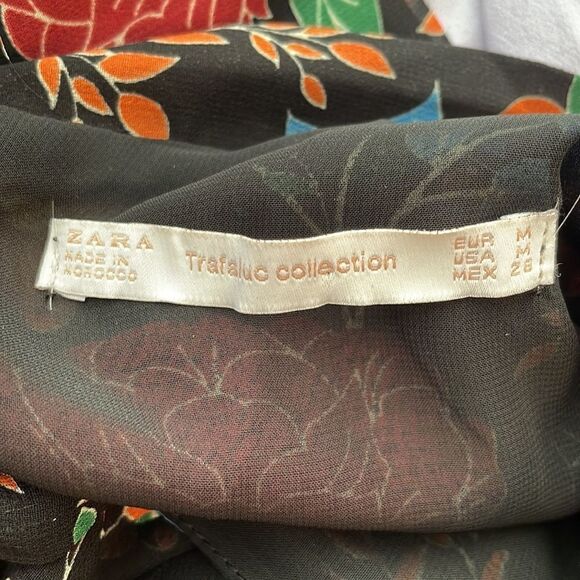 ZARA
MADE IN
MOROCCO
Trafaluc collection
EUR M
USA M
MEX 28